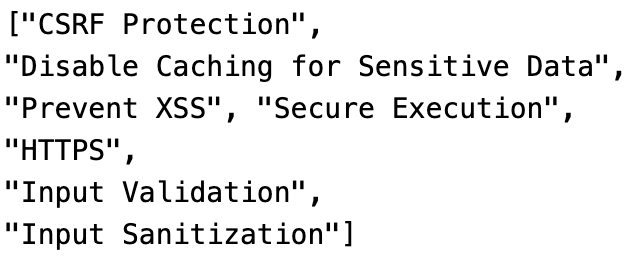 ["CSRF Protection",
"Disable Caching for Sensitive Data",
"Prevent XSS", "Secure Execution",
"HTTPS",
"Input Validation",
"Input Sanitization"]